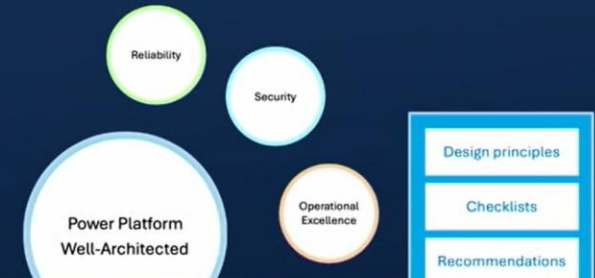 Reliability
Security
Operational
Excellence
Power Platform
Well-Architected
Design principles
Checklists
Recommendations